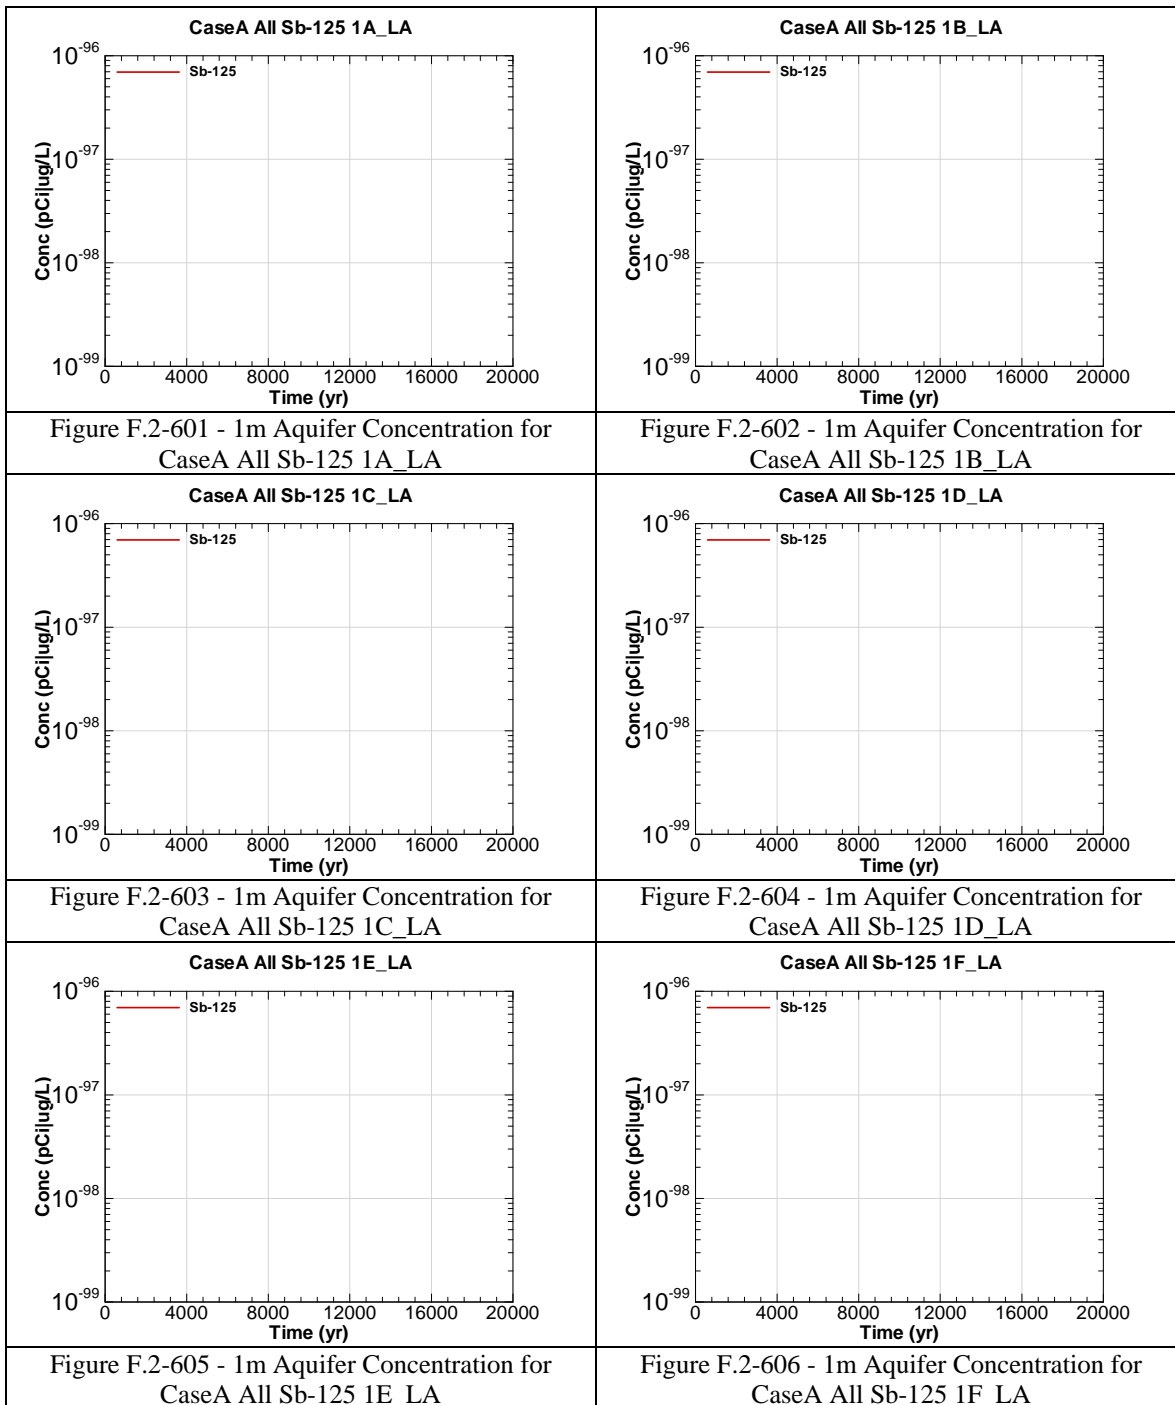 CaseA All Sb-125 1A_LA
Sb-125
10^-96
10^-97
10^-98
10^-99
Conc (pCi|ug/L)
0 4000 8000 12000 16000 20000
Time (yr)
Figure F.2-601 - 1m Aquifer Concentration for
CaseA All Sb-125 1A_LA
CaseA All Sb-125 1B_LA
Sb-125
10^-96
10^-97
10^-98
10^-99
Conc (pCi|ug/L)
0 4000 8000 12000 16000 20000
Time (yr)
Figure F.2-602 - 1m Aquifer Concentration for
CaseA All Sb-125 1B_LA
CaseA All Sb-125 1C_LA
Sb-125
10^-96
10^-97
10^-98
10^-99
Conc (pCi|ug/L)
0 4000 8000 12000 16000 20000
Time (yr)
Figure F.2-603 - 1m Aquifer Concentration for
CaseA All Sb-125 1C_LA
CaseA All Sb-125 1D_LA
Sb-125
10^-96
10^-97
10^-98
10^-99
Conc (pCi|ug/L)
0 4000 8000 12000 16000 20000
Time (yr)
Figure F.2-604 - 1m Aquifer Concentration for
CaseA All Sb-125 1D_LA
CaseA All Sb-125 1E_LA
Sb-125
10^-96
10^-97
10^-98
10^-99
Conc (pCi|ug/L)
0 4000 8000 12000 16000 20000
Time (yr)
Figure F.2-605 - 1m Aquifer Concentration for
CaseA All Sb-125 1E_LA
CaseA All Sb-125 1F_LA
Sb-125
10^-96
10^-97
10^-98
10^-99
Conc (pCi|ug/L)
0 4000 8000 12000 16000 20000
Time (yr)
Figure F.2-606 - 1m Aquifer Concentration for
CaseA All Sb-125 1F_LA